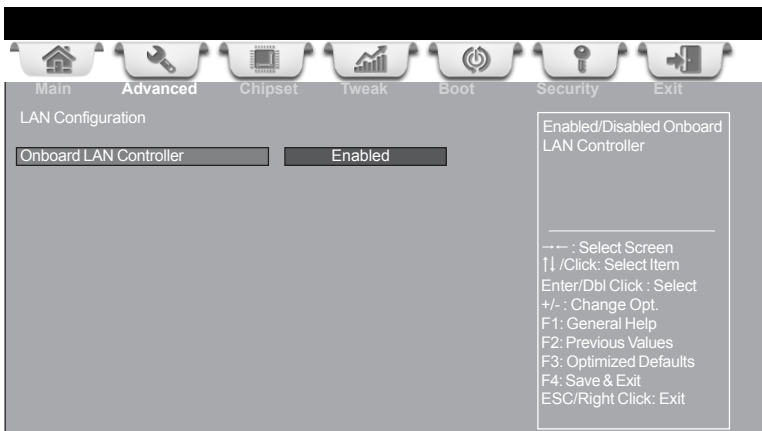 Main Advanced Chipset Tweak Boot Security Exit
LAN Configuration
Onboard LAN Controller Enabled
Enabled/Disabled Onboard
LAN Controller
→← : Select Screen
↑↓ /Click: Select Item
Enter/Dbl Click : Select
+/- : Change Opt.
F1: General Help
F2: Previous Values
F3: Optimized Defaults
F4: Save & Exit
ESC/Right Click: Exit